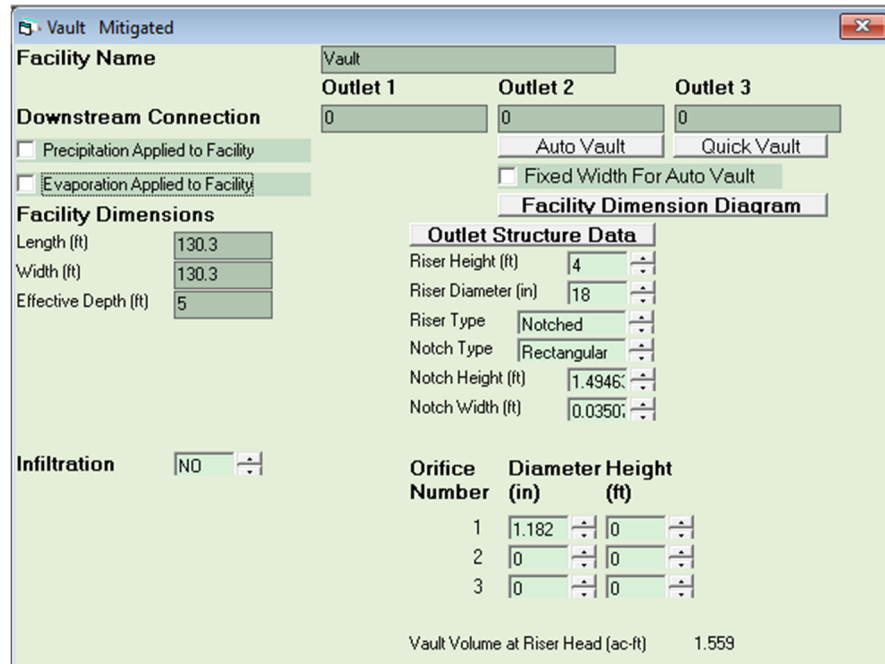 Vault Mitigated
Facility Name Vault
Outlet 1 Outlet 2 Outlet 3
Downstream Connection 0 0 0
Precipitation Applied to Facility Auto Vault Quick Vault
Evaporation Applied to Facility Fixed Width For Auto Vault
Facility Dimensions Facility Dimension Diagram
Length (ft) 130.3 Outlet Structure Data
Width (ft) 130.3 Riser Height (ft) 4
Effective Depth (ft) 5 Riser Diameter (in) 18
Riser Type Notched
Notch Type Rectangular
Notch Height (ft) 1.4946
Notch Width (ft) 0.0350
Infiltration NO Orifice Diameter Height
Number (in) (ft)
1 1.182 0
2 0 0
3 0 0
Vault Volume at Riser Head (ac-ft) 1.559